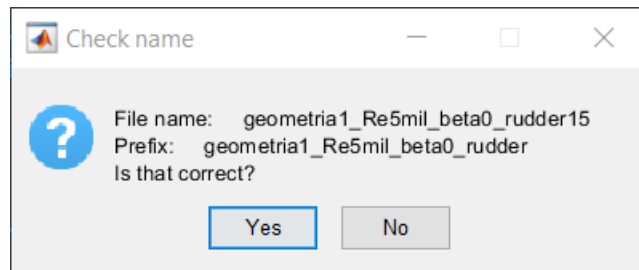 Check name
File name: geometria1_Re5mil_beta0_rudder15
Prefix: geometria1_Re5mil_beta0_rudder
Is that correct?
Yes No